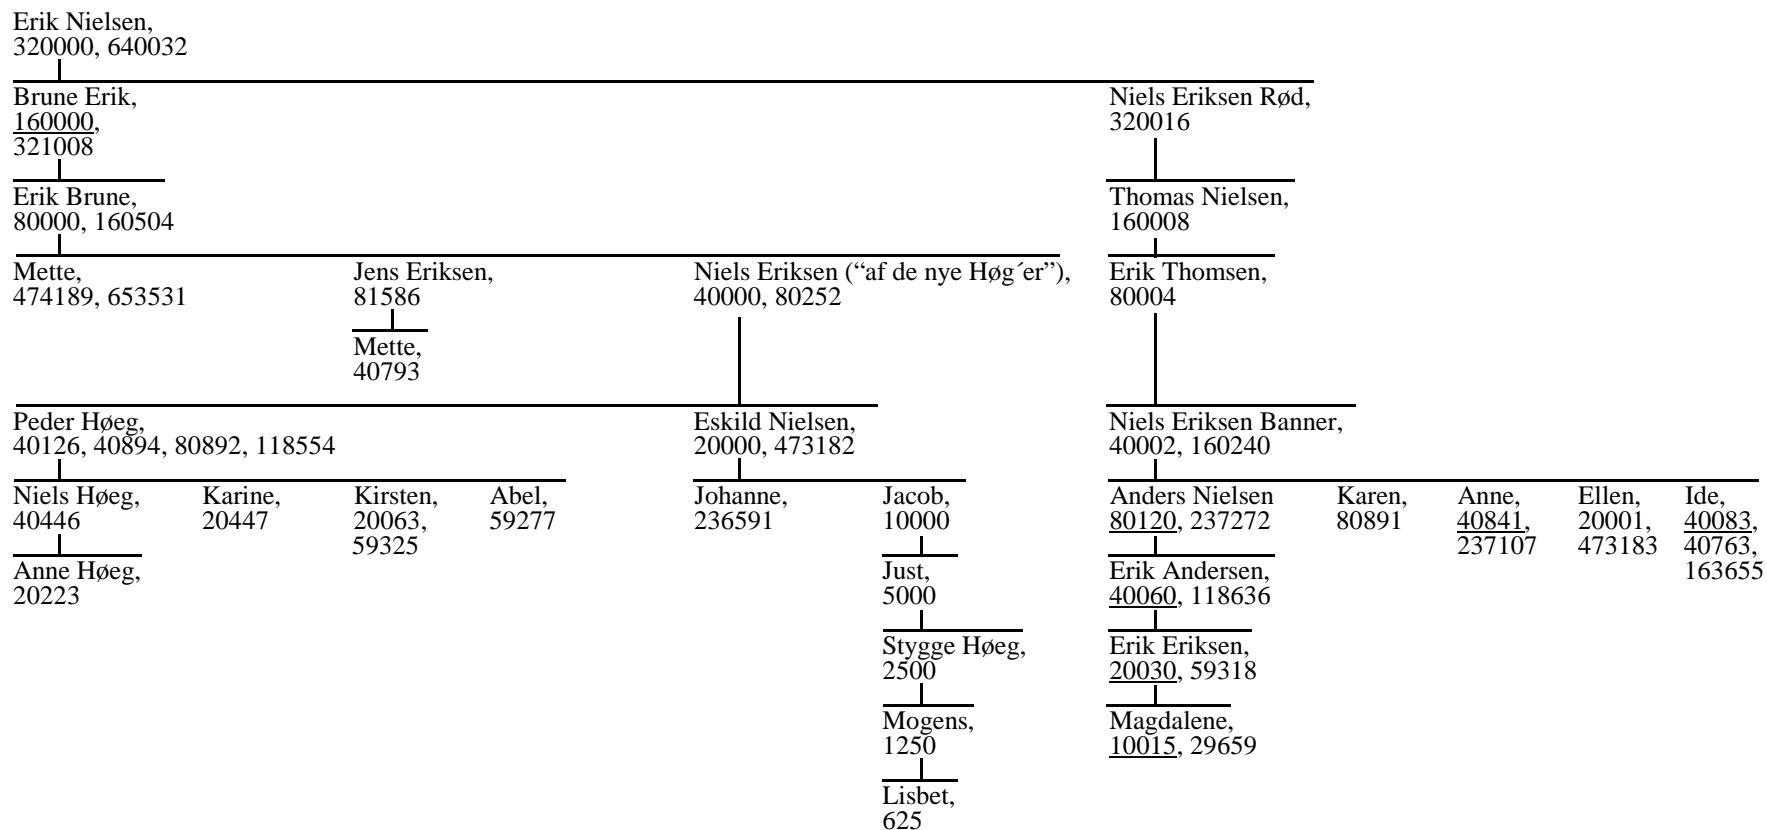 Erik Nielsen,
320000, 640032
Brune Erik,
160000,
321008
Niels Eriksen Rød,
320016
Erik Brune,
80000, 160504
Thomas Nielsen,
160008
Mette,
474189, 653531
Jens Eriksen,
81586
Niels Eriksen (“af de nye Høg´er”),
40000, 80252
Erik Thomsen,
80004
Mette,
40793
Peder Høeg,
40126, 40894, 80892, 118554
Eskild Nielsen,
20000, 473182
Niels Eriksen Banner,
40002, 160240
Niels Høeg,
40446
Karine,
20447
Kirsten,
20063,
59325
Abel,
59277
Johanne,
236591
Jacob,
10000
Anders Nielsen
80120, 237272
Karen,
80891
Anne,
40841,
237107
Ellen,
20001,
473183
Ide,
40083,
40763,
163655
Anne Høeg,
20223
Just,
5000
Erik Andersen,
40060, 118636
Stygge Høeg,
2500
Erik Eriksen,
20030, 59318
Mogens,
1250
Magdalene,
10015, 29659
Lisbet,
625